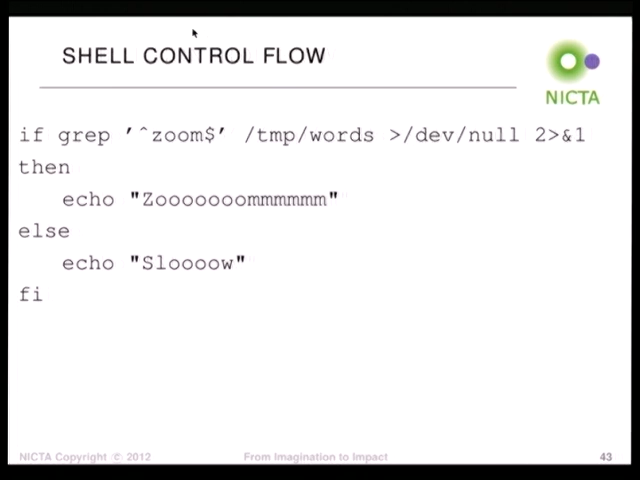 SHELL CONTROL FLOW
NICTA
if grep '^zoom$' /tmp/words >/dev/null 2>&1
then
echo "Zooooooommmmmm"
else
echo "Sloooow"
fi
NICTA Copyright © 2012
From Imagination to Impact
43